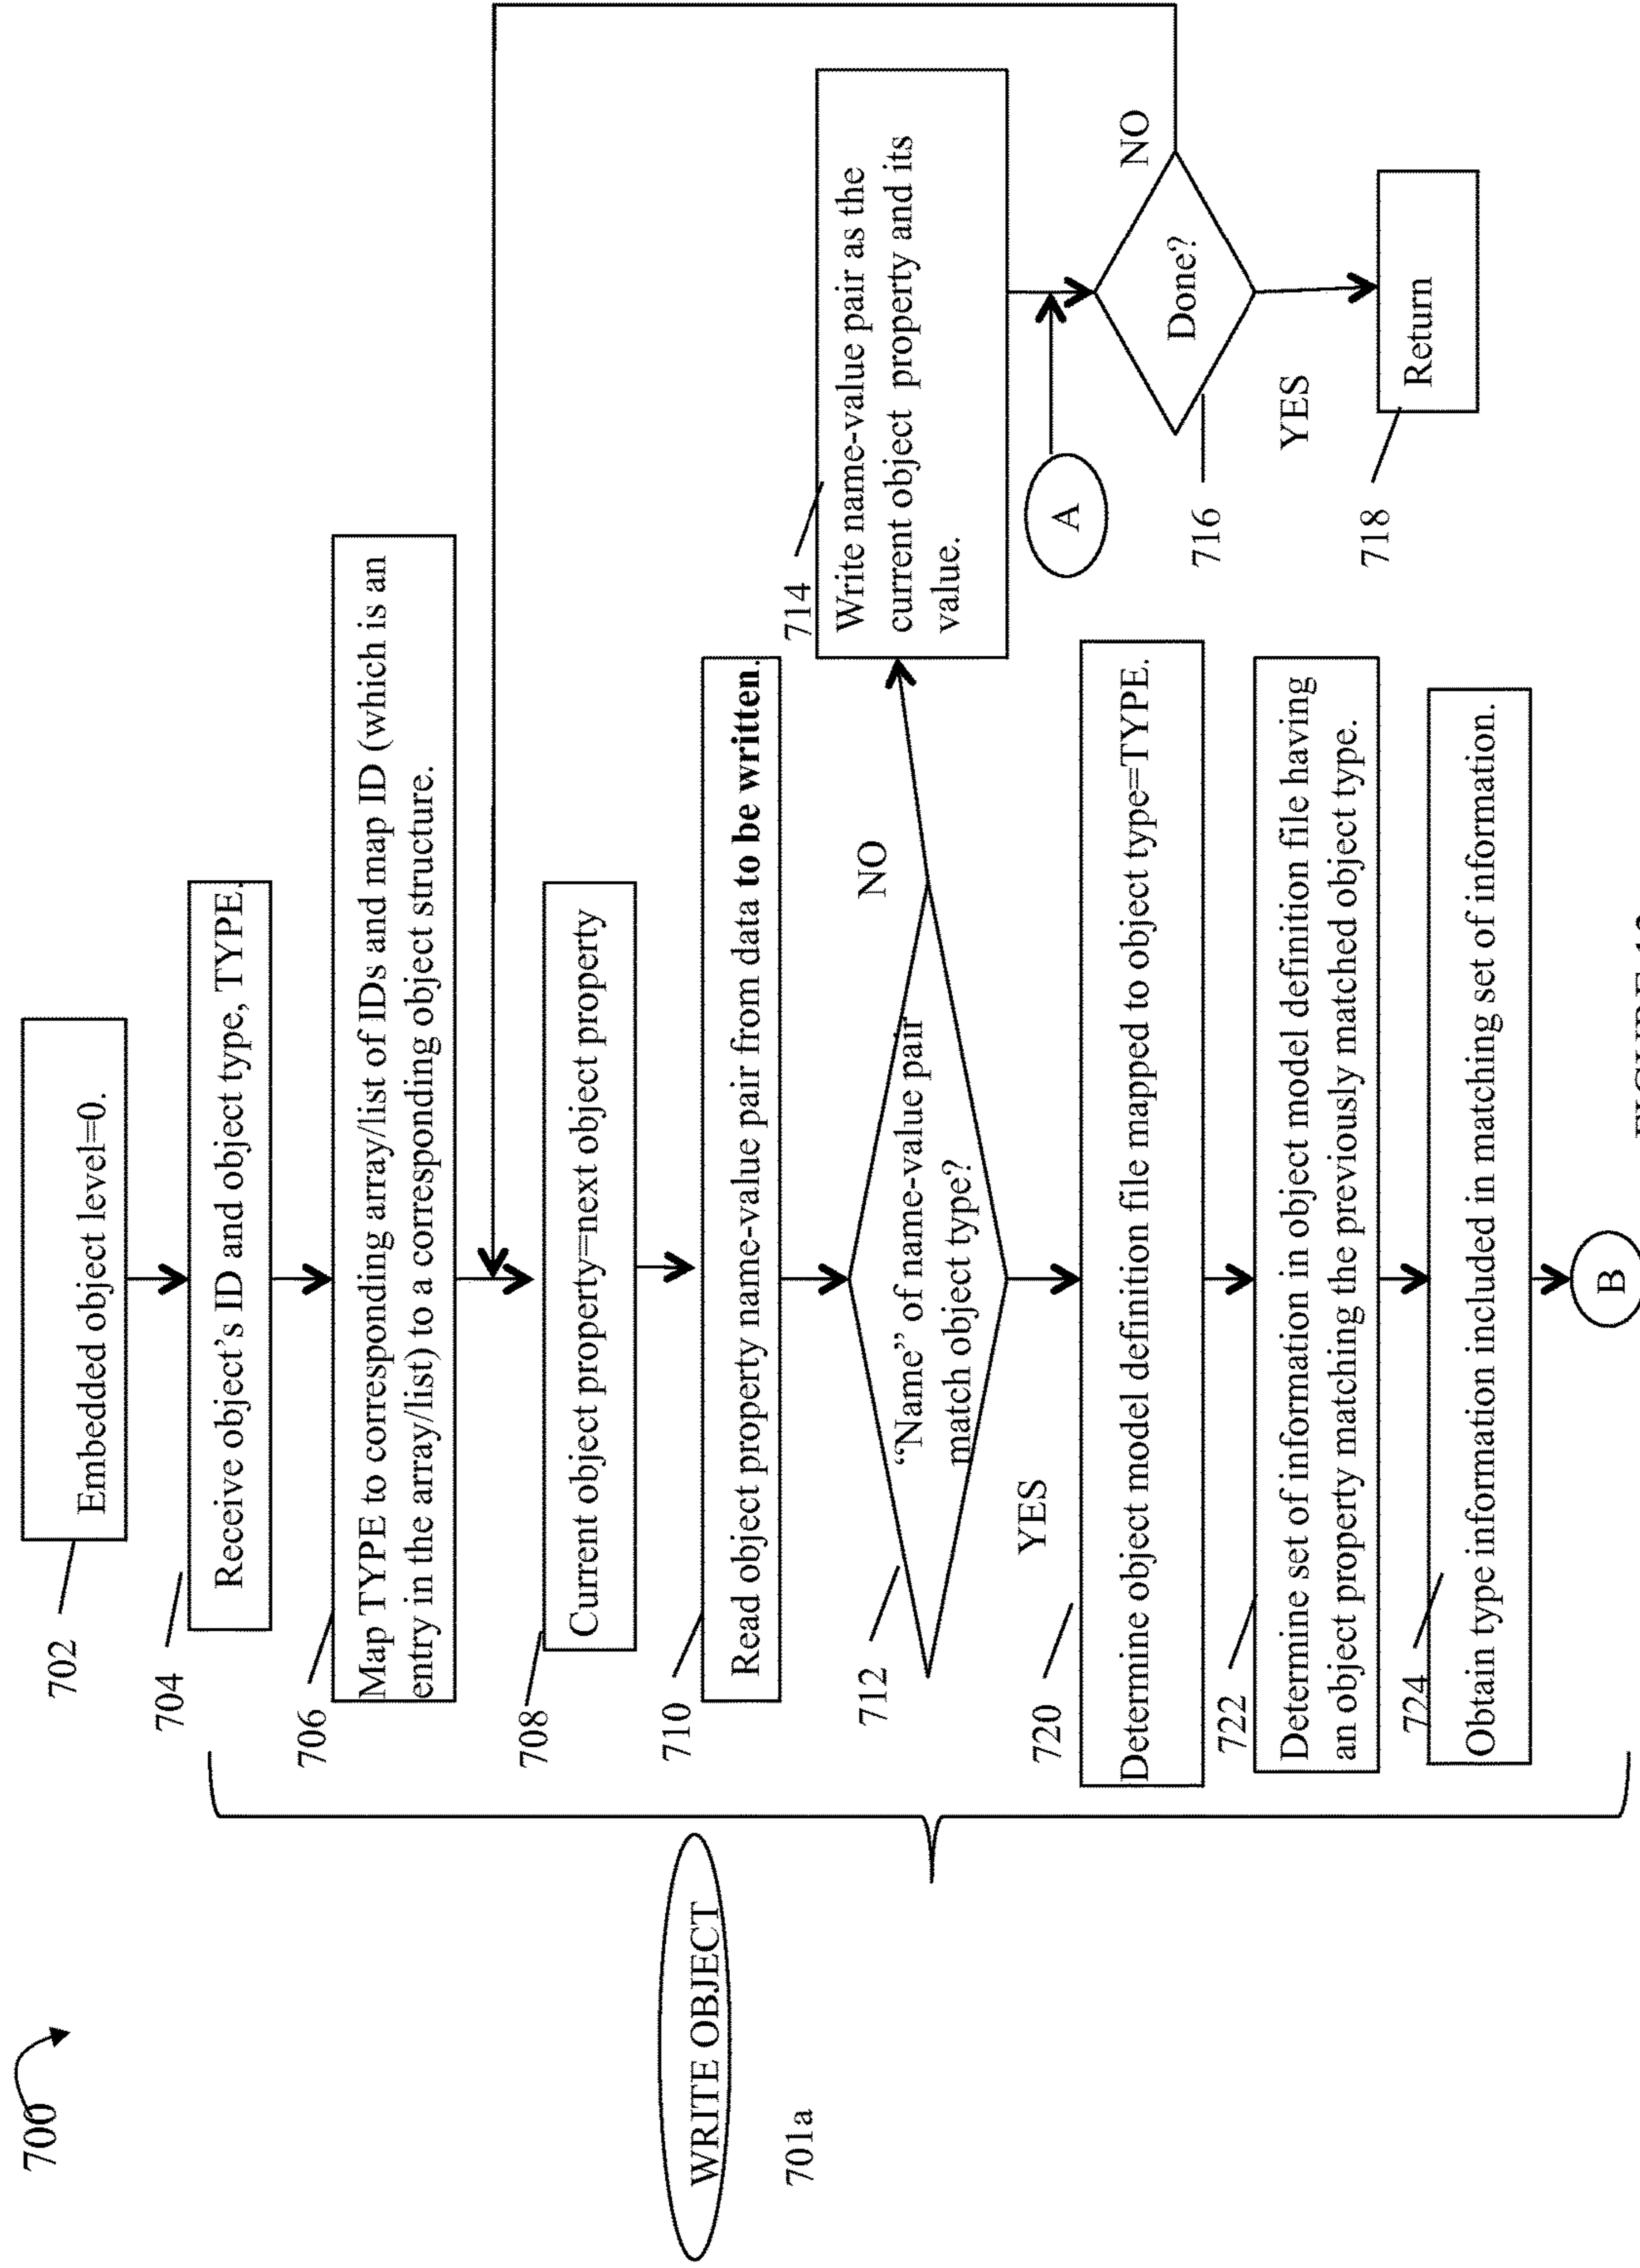 700
702
Embedded object level=0.
704
Receive object's ID and object type, TYPE.
706
Map TYPE to corresponding array/list of IDs and map ID (which is an
entry in the array/list) to a corresponding object structure.
708
Current object property=next object property
710
Read object property name-value pair from data to be written.
WRITE OBJECT
701a
712
“Name” of name-value pair
match object type?
NO
714
Write name-value pair as the
current object property and its
value.
A
Done?
NO
716
YES
718
Return
YES
720
Determine object model definition file mapped to object type=TYPE.
722
Determine set of information in object model definition file having
an object property matching the previously matched object type.
724
Obtain type information included in matching set of information.
B